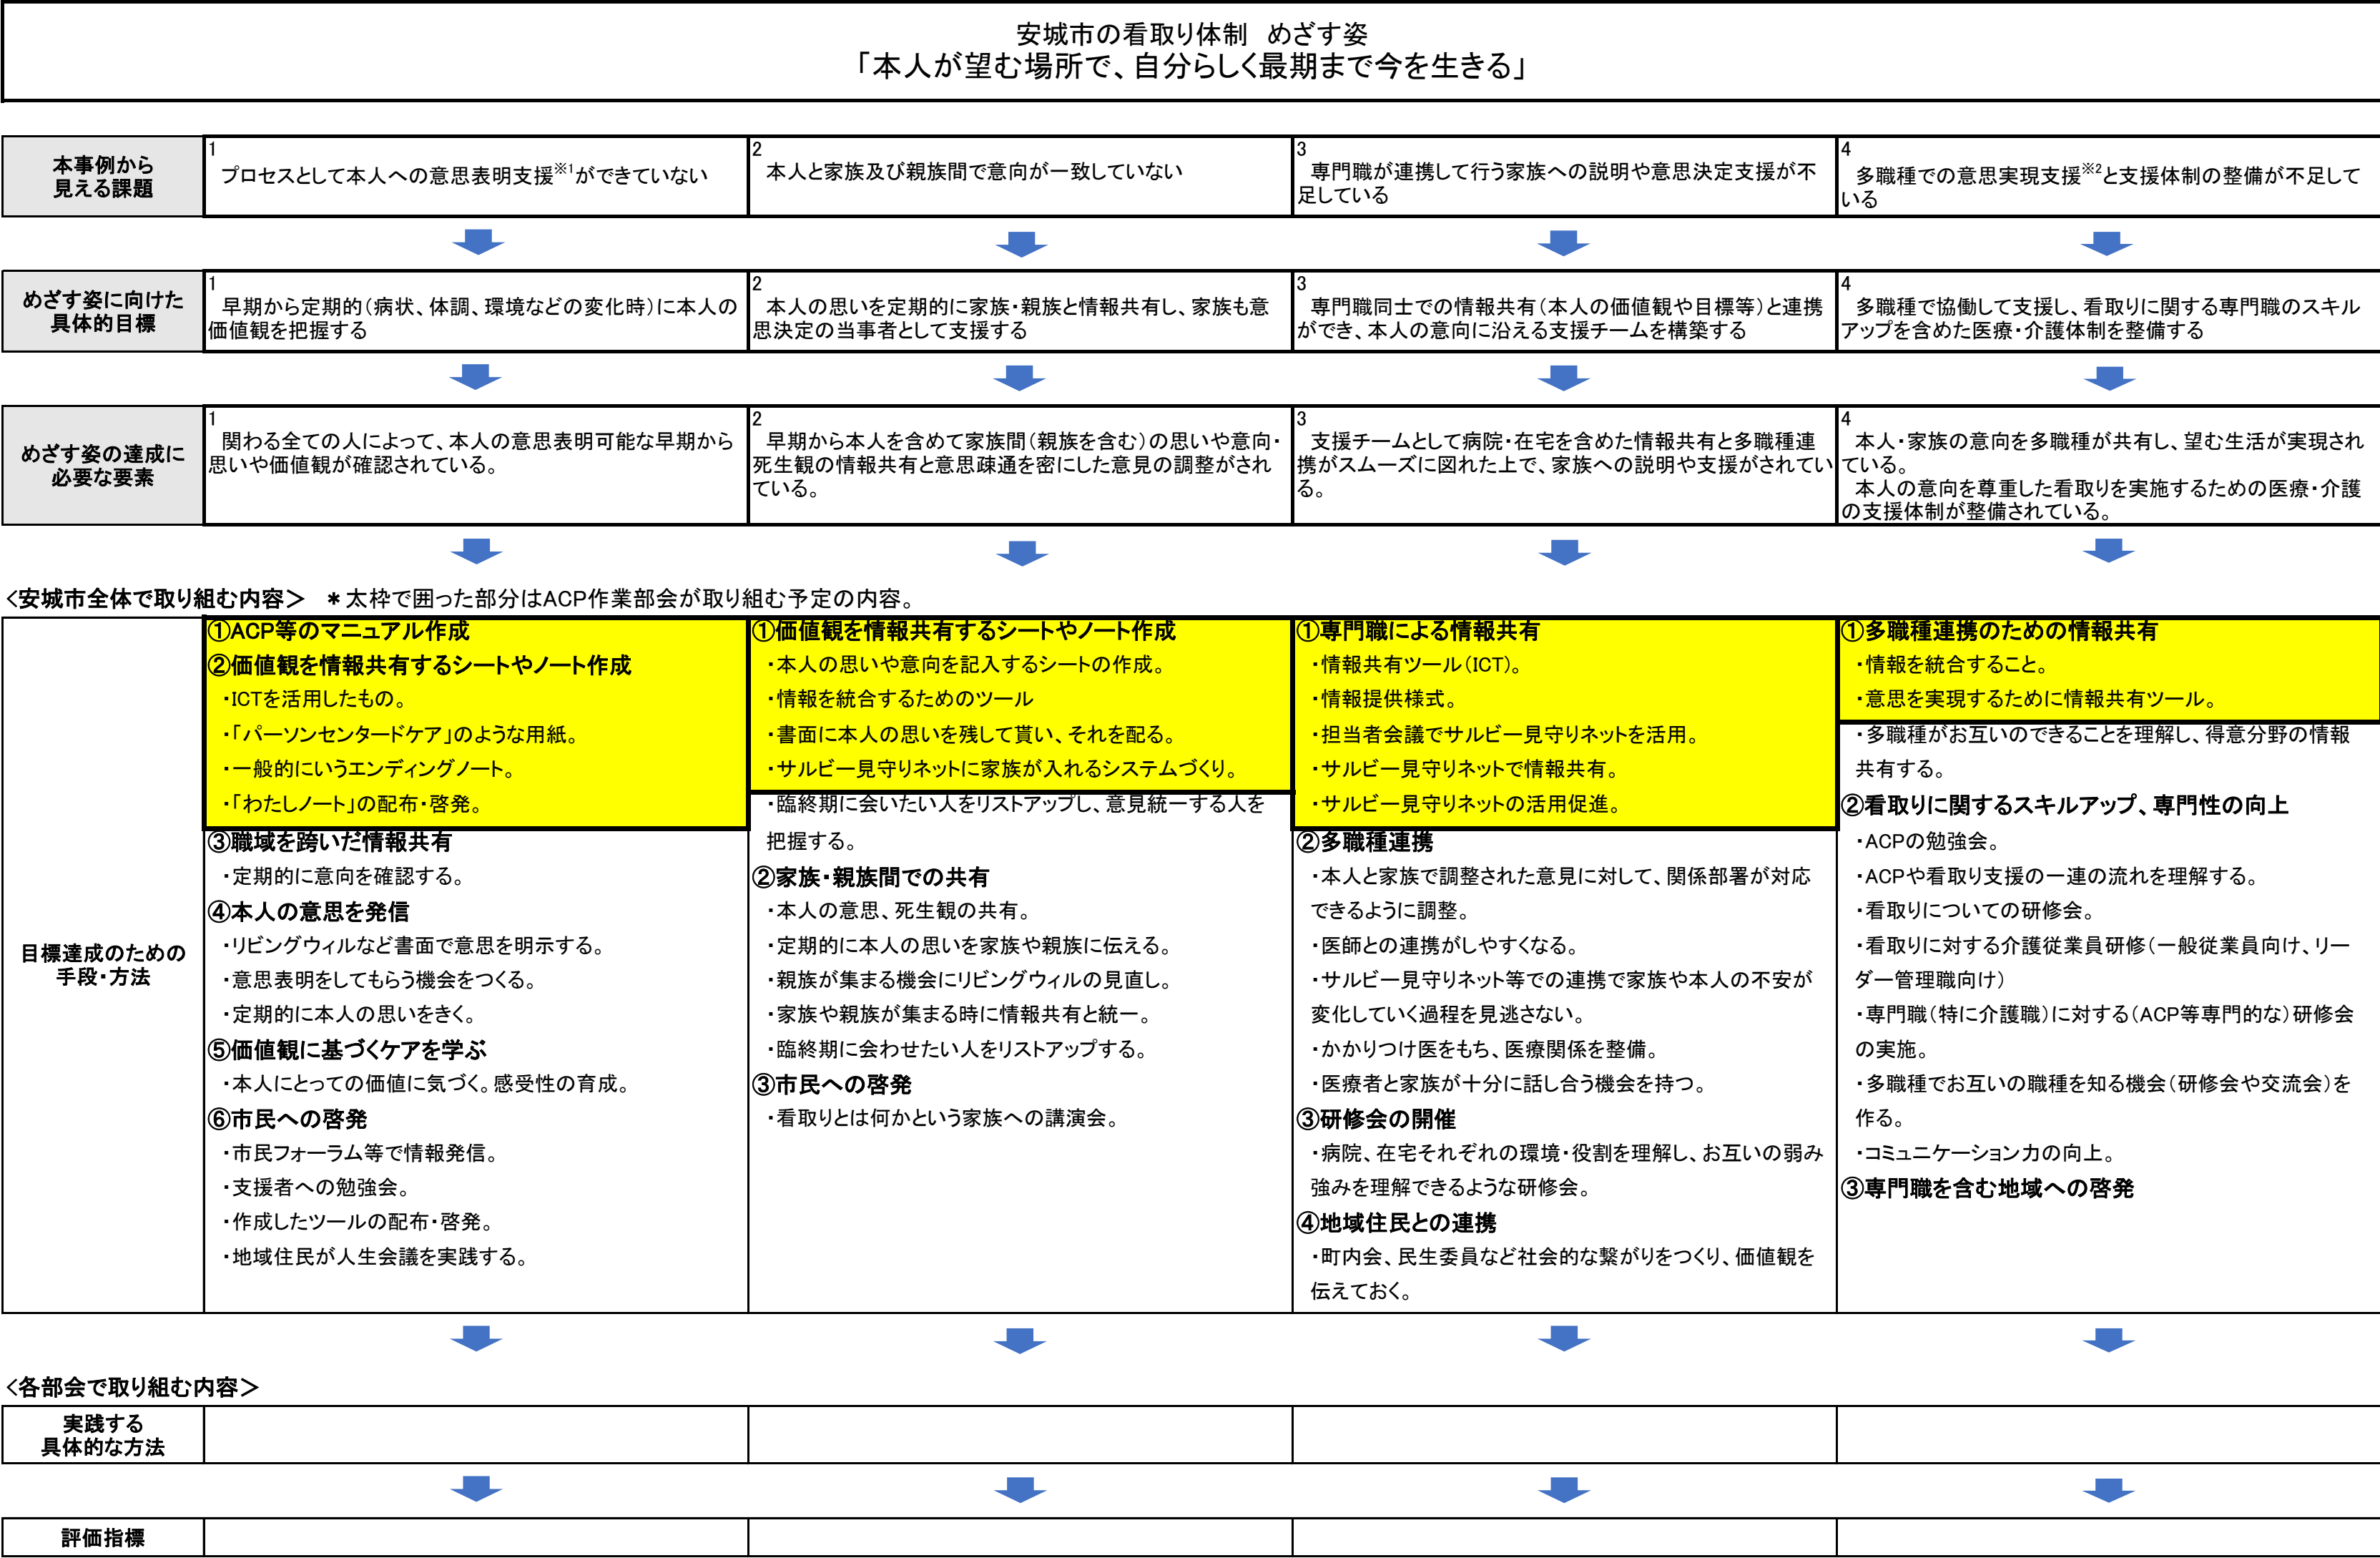 安城市の看取り体制　めざす姿
「本人が望む場所で、自分らしく最期まで今を生きる」
本事例から
見える課題
1
プロセスとして本人への意思表明支援※1ができていない
2
本人と家族及び親族間で意向が一致していない
3
専門職が連携して行う家族への説明や意思決定支援が不
足している
4
多職種での意思実現支援※2と支援体制の整備が不足して
いる
めざす姿に向けた
具体的目標
1
早期から定期的（病状、体調、環境などの変化時）に本人の
価値観を把握する
2
本人の思いを定期的に家族・親族と情報共有し、家族も意
思決定の当事者として支援する
3
専門職同士での情報共有（本人の価値観や目標等）と連携
ができ、本人の意向に沿える支援チームを構築する
4
多職種で協働して支援し、看取りに関する専門職のスキル
アップを含めた医療・介護体制を整備する
めざす姿の達成に
必要な要素
1
関わる全ての人によって、本人の意思表明可能な早期から
思いや価値観が確認されている。
2
早期から本人を含めて家族間（親族を含む）の思いや意向・
死生観の情報共有と意思疎通を密にした意見の調整がされ
ている。
3
支援チームとして病院・在宅を含めた情報共有と多職種連
携がスムーズに図れた上で、家族への説明や支援がされてい
る。
4
本人・家族の意向を多職種が共有し、望む生活が実現され
ている。
本人の意向を尊重した看取りを実施するための医療・介護
の支援体制が整備されている。
＜安城市全体で取り組む内容＞　＊太枠で囲った部分はACP作業部会が取り組む予定の内容。
目標達成のための
手段・方法
①ACP等のマニュアル作成
②価値観を情報共有するシートやノート作成
・ICTを活用したもの。
・「パーソンセンタードケア」のような用紙。
・一般的にいうエンディングノート。
・「わたしノート」の配布・啓発。
③職域を跨いだ情報共有
・定期的に意向を確認する。
④本人の意思を発信
・リビングウィルなど書面で意思を明示する。
・意思表明をしてもらう機会をつくる。
・定期的に本人の思いをきく。
⑤価値観に基づくケアを学ぶ
・本人にとっての価値に気づく。感受性の育成。
⑥市民への啓発
・市民フォーラム等で情報発信。
・支援者への勉強会。
・作成したツールの配布・啓発。
・地域住民が人生会議を実践する。
①価値観を情報共有するシートやノート作成
・本人の思いや意向を記入するシートの作成。
・情報を統合するためのツール
・書面に本人の思いを残して貰い、それを配る。
・サルビー見守りネットに家族が入れるシステムづくり。
・臨終期に会いたい人をリストアップし、意見統一する人を
把握する。
②家族・親族間での共有
・本人の意思、死生観の共有。
・定期的に本人の思いを家族や親族に伝える。
・親族が集まる機会にリビングウィルの見直し。
・家族や親族が集まる時に情報共有と統一。
・臨終期に会わせたい人をリストアップする。
③市民への啓発
・看取りとは何かという家族への講演会。
①専門職による情報共有
・情報共有ツール（ICT）。
・情報提供様式。
・担当者会議でサルビー見守りネットを活用。
・サルビー見守りネットで情報共有。
・サルビー見守りネットの活用促進。
②多職種連携
・本人と家族で調整された意見に対して、関係部署が対応
できるように調整。
・医師との連携がしやすくなる。
・サルビー見守りネット等での連携で家族や本人の不安が
変化していく過程を見逃さない。
・かかりつけ医をもち、医療関係を整備。
・医療者と家族が十分に話し合う機会を持つ。
③研修会の開催
・病院、在宅それぞれの環境・役割を理解し、お互いの弱み
強みを理解できるような研修会。
④地域住民との連携
・町内会、民生委員など社会的な繋がりをつくり、価値観を
伝えておく。
①多職種連携のための情報共有
・情報を統合すること。
・意思を実現するために情報共有ツール。
・多職種がお互いのできることを理解し、得意分野の情報
共有する。
②看取りに関するスキルアップ、専門性の向上
・ACPの勉強会。
・ACPや看取り支援の一連の流れを理解する。
・看取りについての研修会。
・看取りに対する介護従業員研修（一般従業員向け、リー
ダー管理職向け）
・専門職（特に介護職）に対する（ACP等専門的な）研修会
の実施。
・多職種でお互いの職種を知る機会（研修会や交流会）を
作る。
・コミュニケーション力の向上。
③専門職を含む地域への啓発
＜各部会で取り組む内容＞
実践する
具体的な方法
評価指標